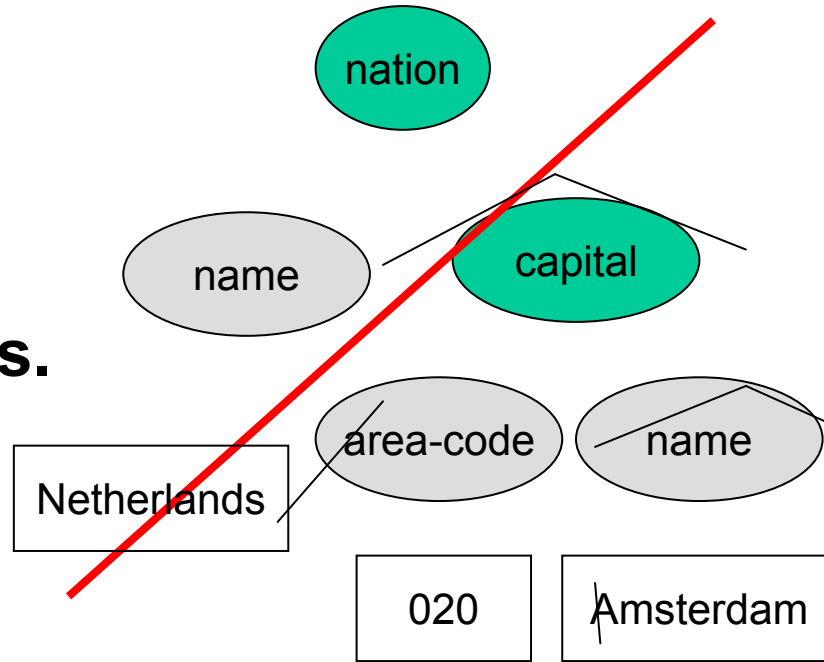 nation
name
capital
s.
area-code
name
Netherlands
020
Amsterdam